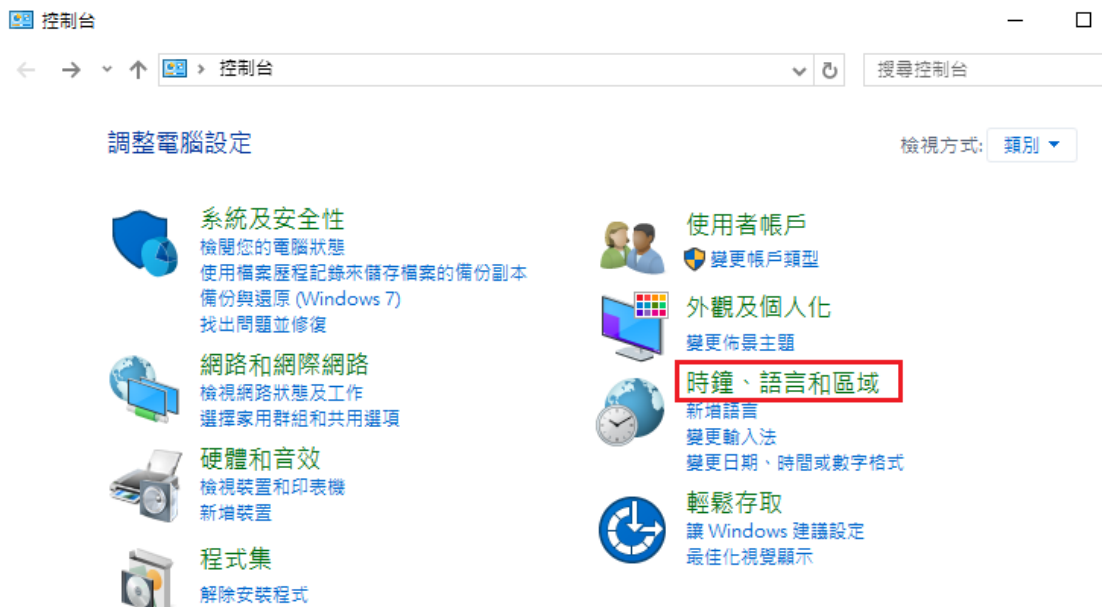 控制台
控制台
搜尋控制台
調整電腦設定
檢視方式: 類別
系統及安全性
檢閱您的電腦狀態
使用檔案歷程記錄來儲存檔案的備份副本
備份與還原 (Windows 7)
找出問題並修復
網路和網際網路
檢視網路狀態及工作
選擇家用群組和共用選項
硬體和音效
檢視裝置和印表機
新增裝置
程式集
解除安裝程式
使用者帳戶
變更帳戶類型
外觀及個人化
變更佈景主題
時鐘、語言和區域
新增語言
變更輸入法
變更日期、時間或數字格式
輕鬆存取
讓 Windows 建議設定
最佳化視覺顯示